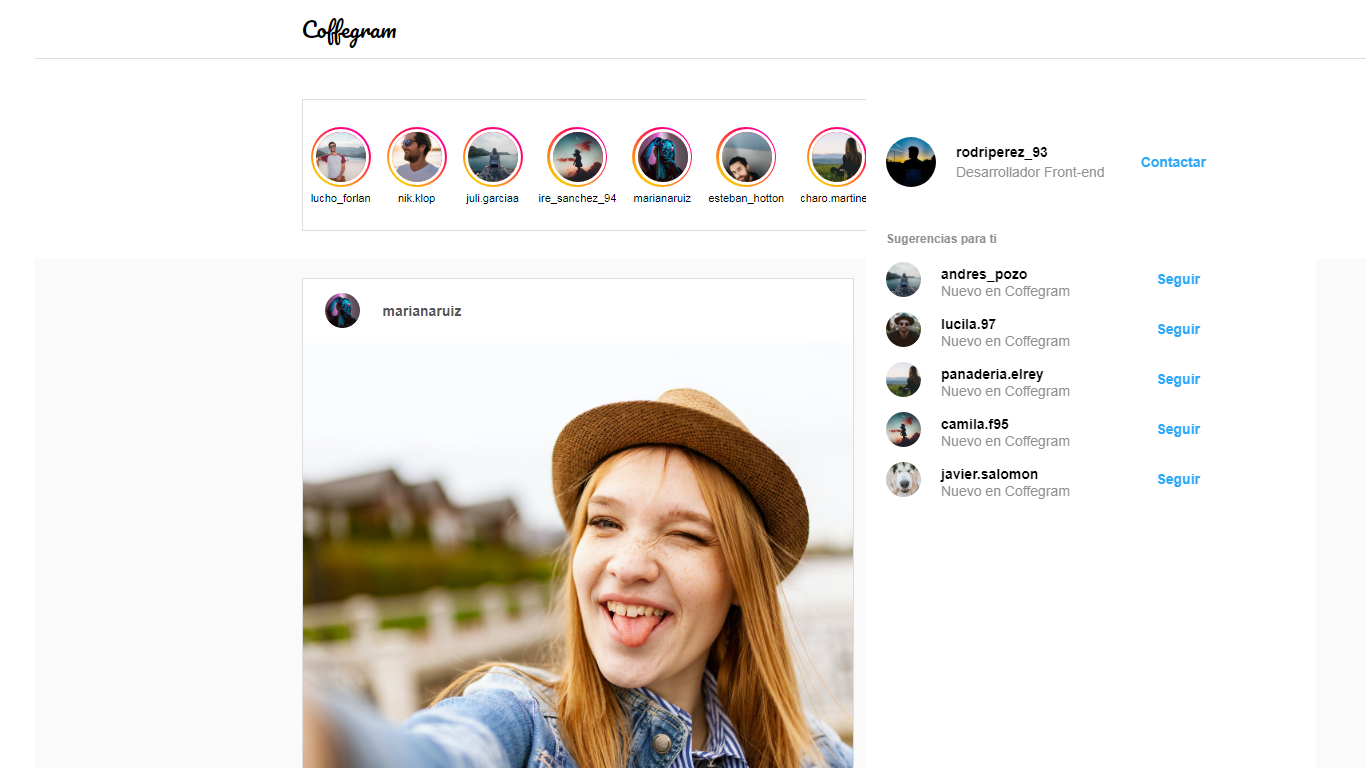 Coffegram
lucho_forlan
nik.klop
juli.garciaa
ire_sanchez_94
marianaruiz
esteban_hotton
charo.martine
rodriperez_93
Desarrollador Front-end
Contactar
Sugerencias para ti
andres_pozo
Nuevo en Coffegram
Seguir
lucila.97
Nuevo en Coffegram
Seguir
panaderia.elrey
Nuevo en Coffegram
Seguir
camila.f95
Nuevo en Coffegram
Seguir
javier.salomon
Nuevo en Coffegram
Seguir
marianaruiz